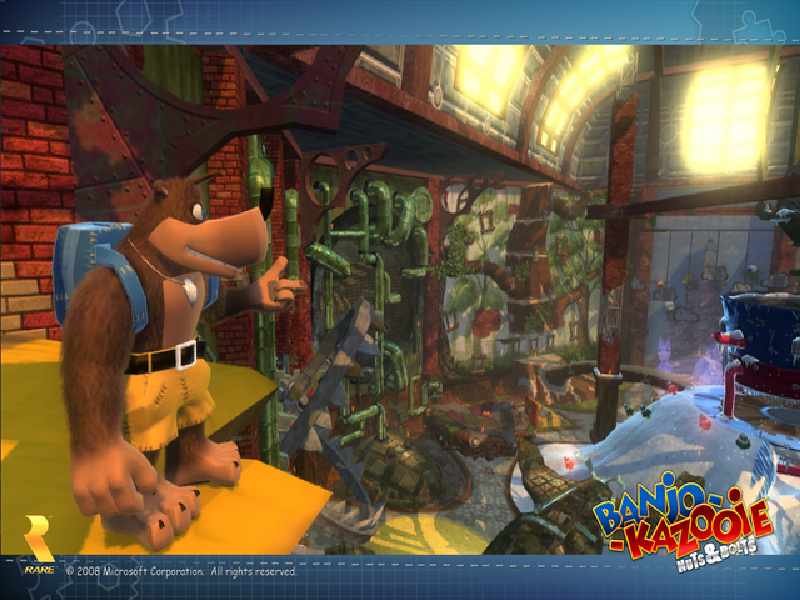 BANJO-
-KAZOOIE
NUTS & BOLTS
RARE
© 2008 Microsoft Corporation. All rights reserved.